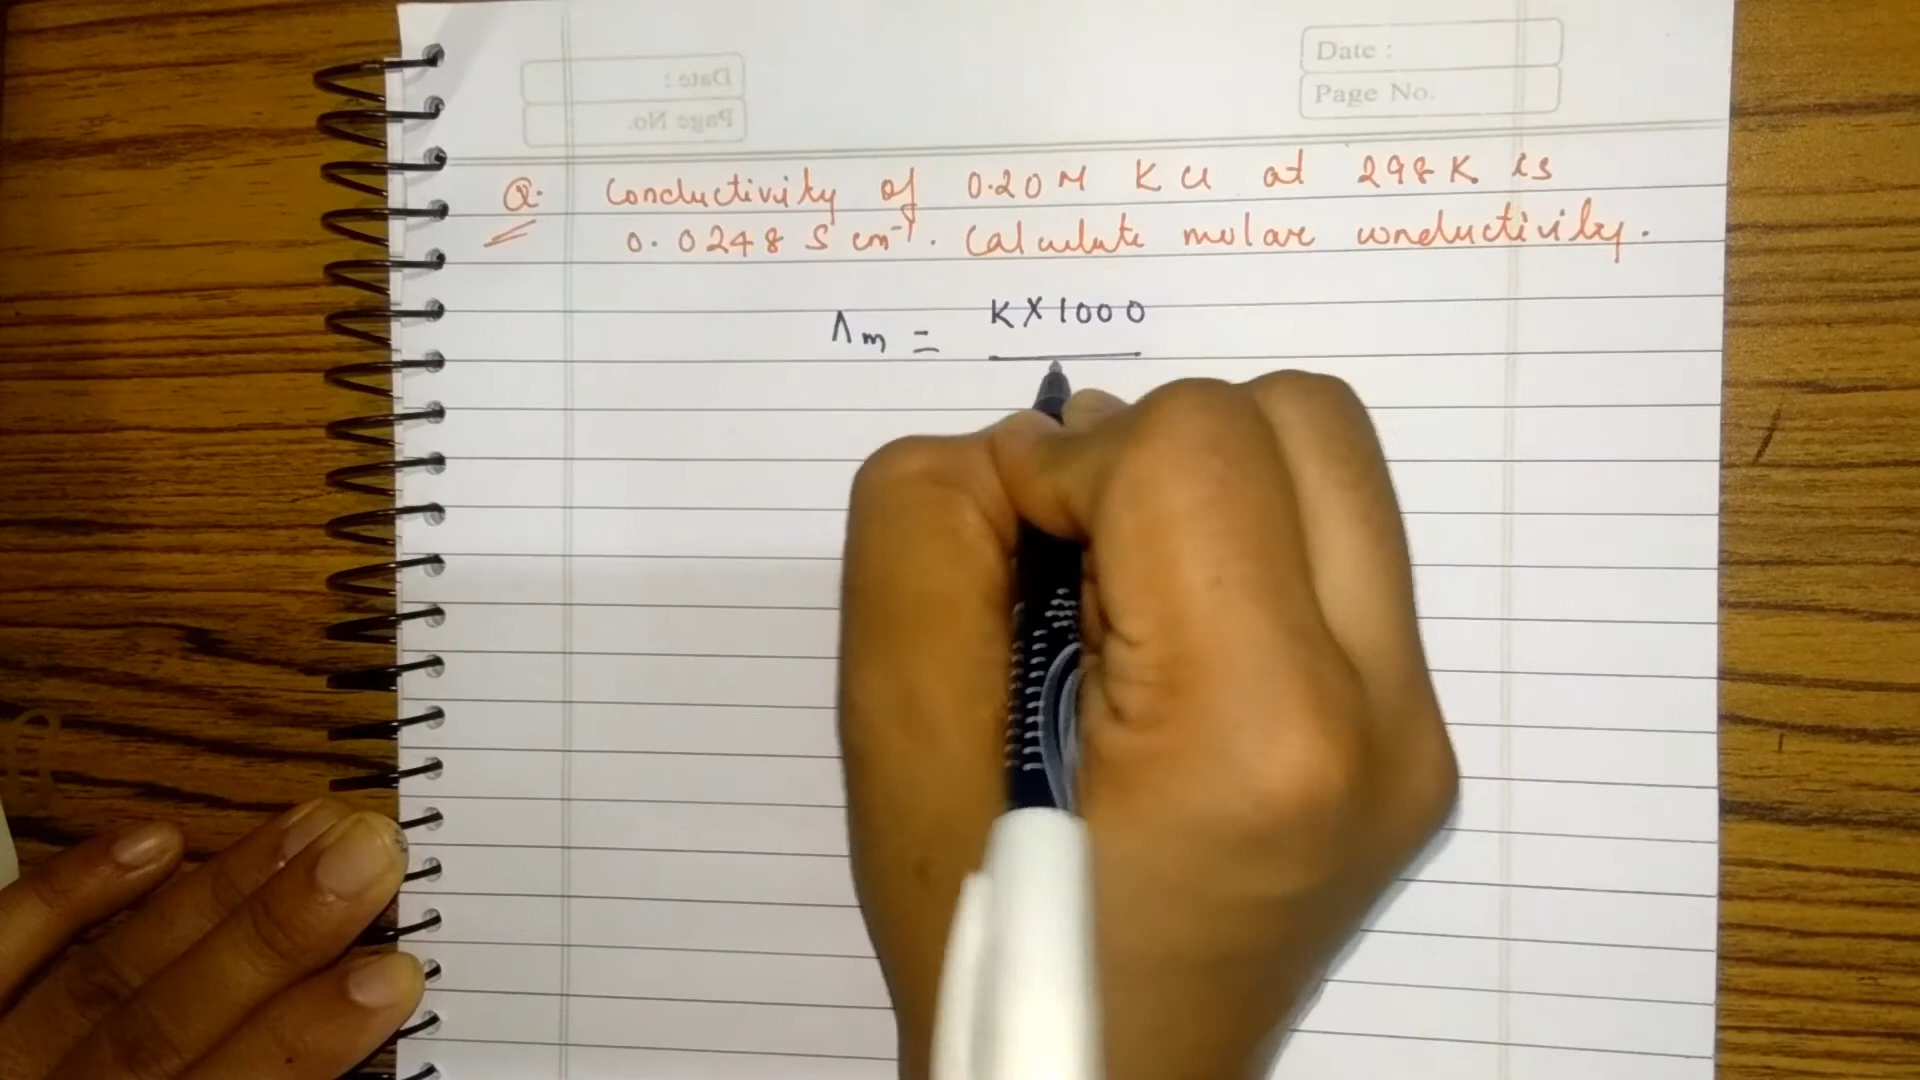 Date :
Page No.
Q. Conductivity of 0.20 M KCl at 298 K is
0.0248 S cm⁻¹. Calculate molar conductivity.
Λm = K × 1000